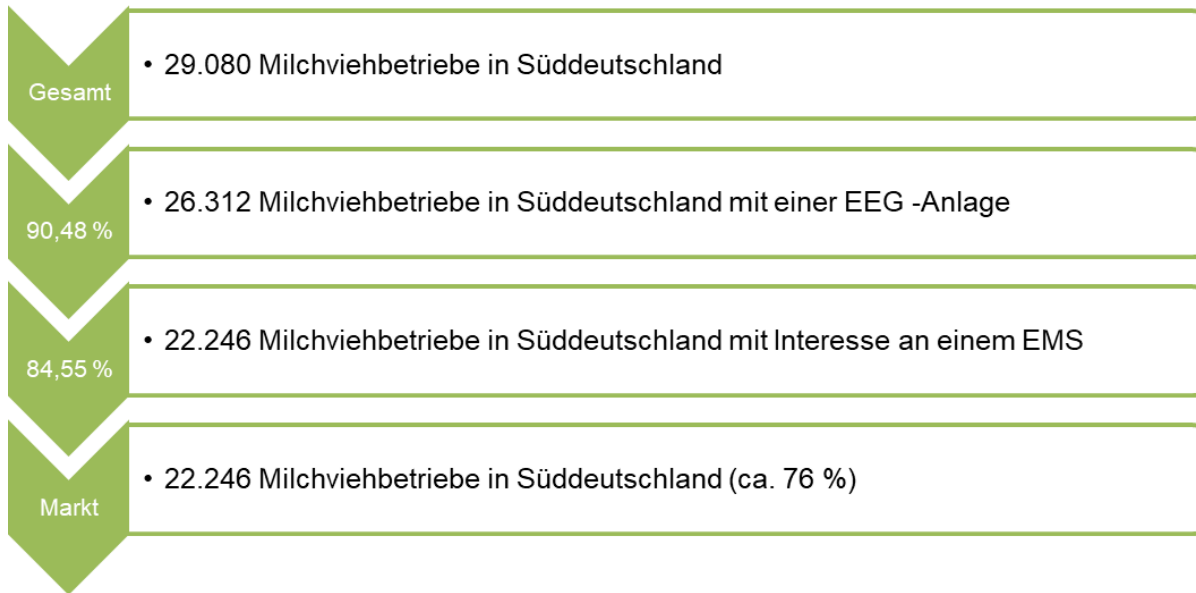 Gesamt
• 29.080 Milchviehbetriebe in Süddeutschland
90,48 %
• 26.312 Milchviehbetriebe in Süddeutschland mit einer EEG -Anlage
84,55 %
• 22.246 Milchviehbetriebe in Süddeutschland mit Interesse an einem EMS
Markt
• 22.246 Milchviehbetriebe in Süddeutschland (ca. 76 %)